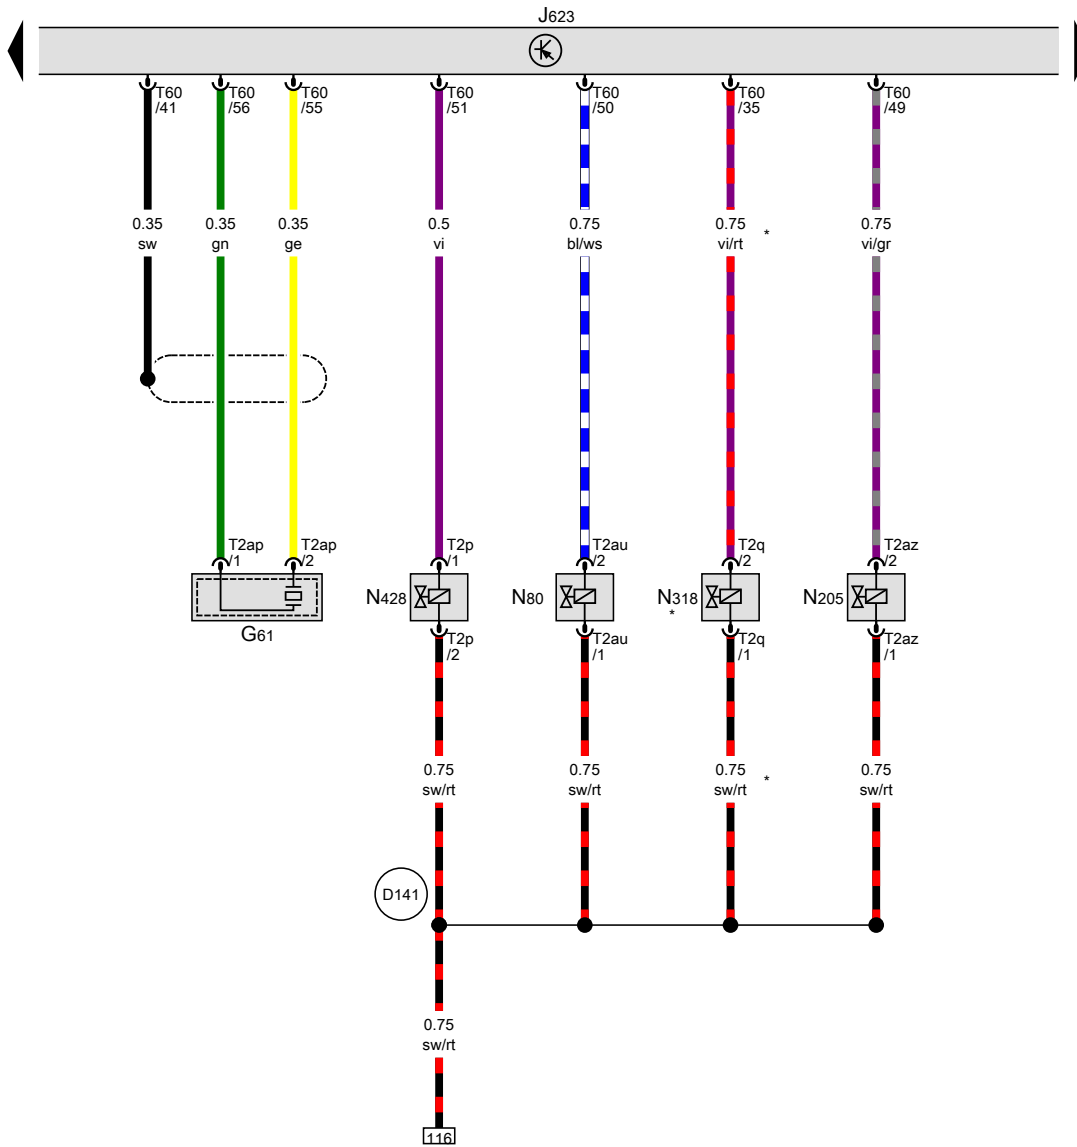 J623
T60
/41
T60
/56
T60
/55
T60
/51
T60
/50
T60
/35
T60
/49
0.35
sw
0.35
gn
0.35
ge
0.5
vi
0.75
bl/ws
0.75
vi/rt
*
0.75
vi/gr
T2ap
/1
T2ap
/2
T2p
/1
T2au
/2
T2q
/2
T2az
/2
G61
N428
N80
N318
*
N205
T2p
/2
T2au
/1
T2q
/1
T2az
/1
0.75
sw/rt
0.75
sw/rt
0.75
sw/rt
*
0.75
sw/rt
D141
0.75
sw/rt
116